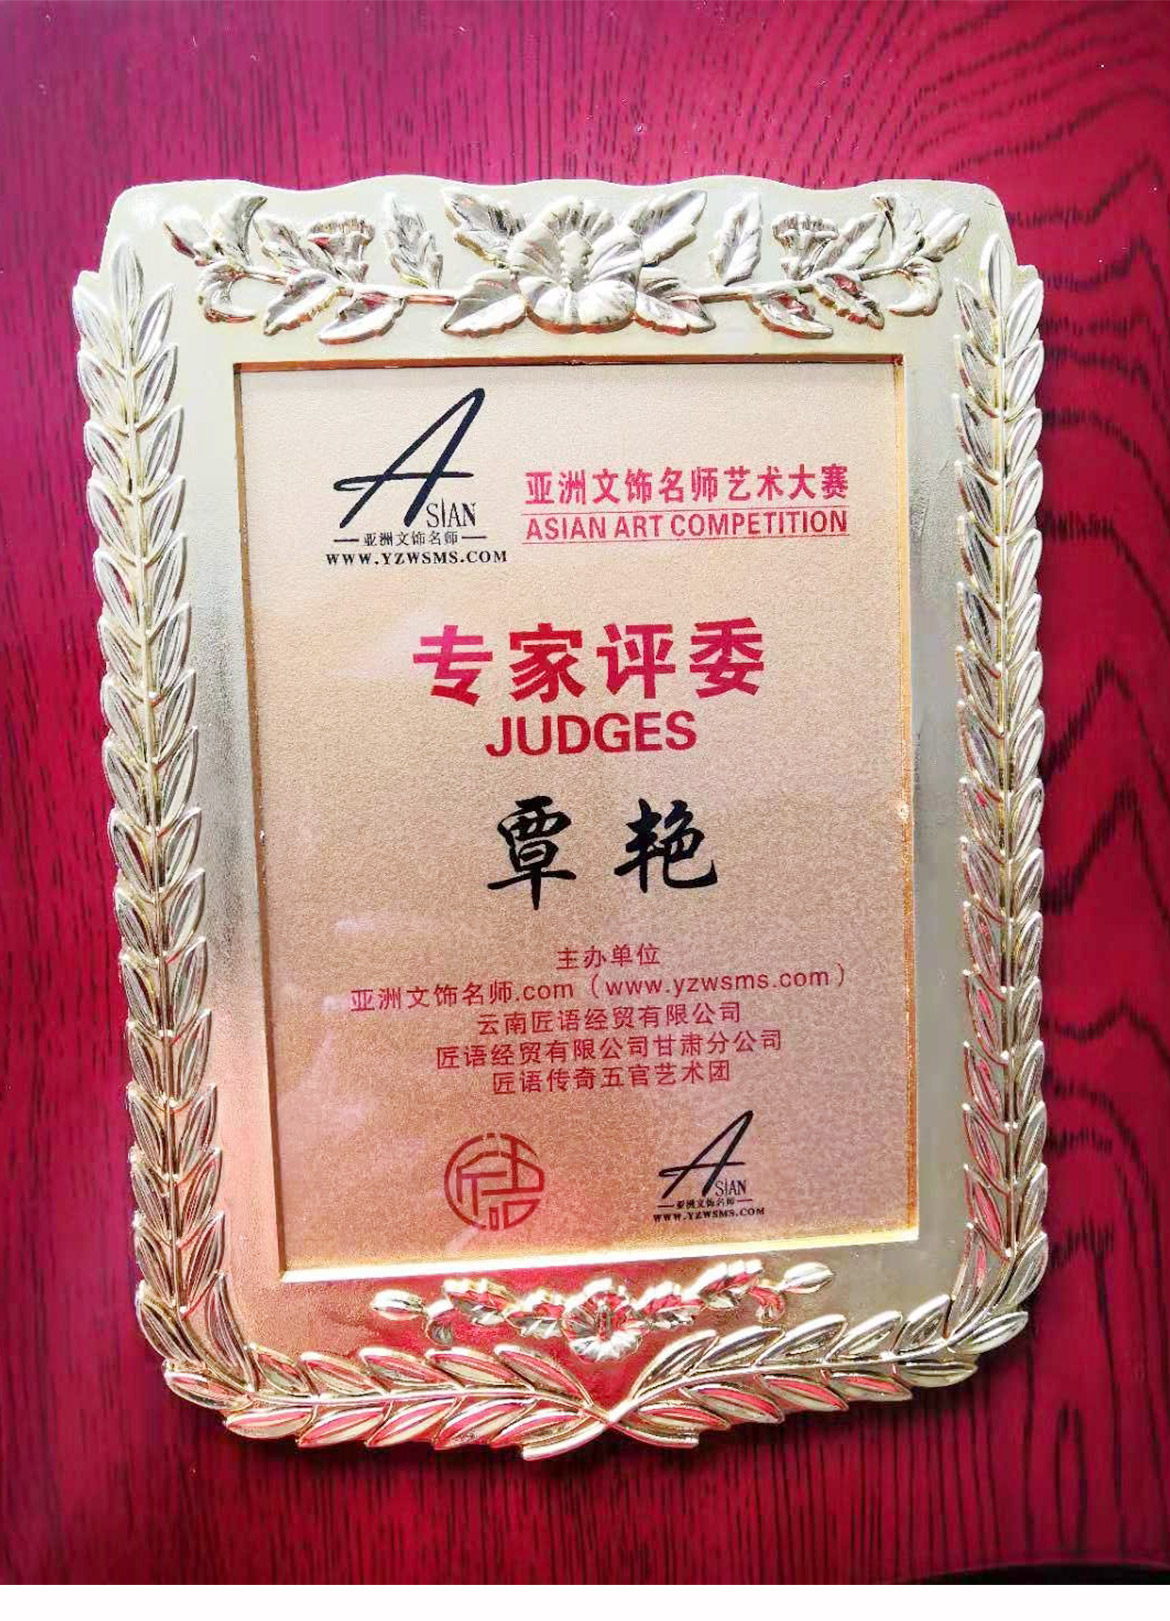 ASIAN
亚洲文饰名师
WWW.YZWSMS.COM
亚洲文饰名师艺术大赛
ASIAN ART COMPETITION
专家评委
JUDGES
覃艳
主办单位
亚洲文饰名师.com（www.yzwsms.com）
云南匠语经贸有限公司
匠语经贸有限公司甘肃分公司
匠语传奇五官艺术团
匠语
ASIAN
亚洲文饰名师
WWW.YZWSMS.COM